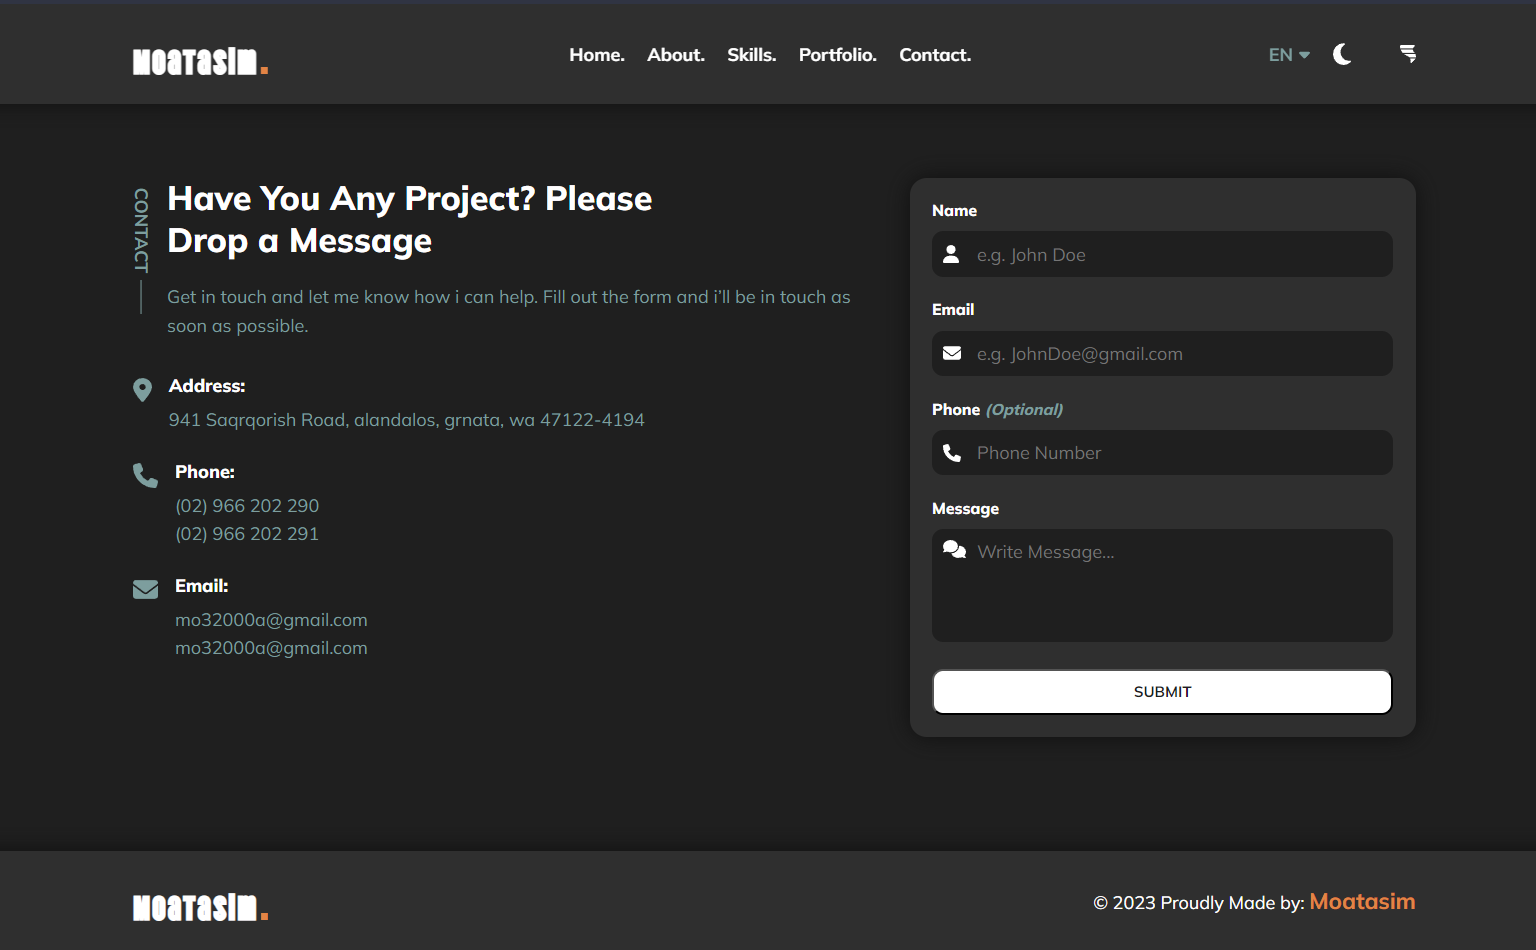 Moatasim.
Home. About. Skills. Portfolio. Contact.
EN
CONTACT
Have You Any Project? Please
Drop a Message
Get in touch and let me know how i can help. Fill out the form and i'll be in touch as
soon as possible.
Address:
941 Saqrqorish Road, alandalos, grnata, wa 47122-4194
Phone:
(02) 966 202 290
(02) 966 202 291
Email:
mo32000a@gmail.com
mo32000a@gmail.com
Name
e.g. John Doe
Email
e.g. JohnDoe@gmail.com
Phone (Optional)
Phone Number
Message
Write Message...
SUBMIT
Moatasim.
© 2023 Proudly Made by: Moatasim